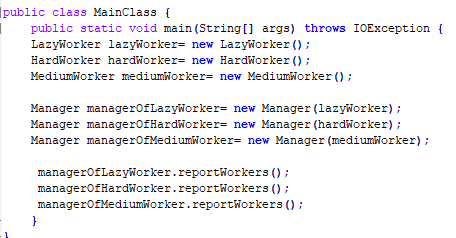 public class MainClass {
public static void main(String[] args) throws IOException {
LazyWorker lazyWorker= new LazyWorker();
HardWorker hardWorker= new HardWorker();
MediumWorker mediumWorker= new MediumWorker();
Manager managerOfLazyWorker= new Manager(lazyWorker);
Manager managerOfHardWorker= new Manager(hardWorker);
Manager managerOfMediumWorker= new Manager(mediumWorker);
managerOfLazyWorker.reportWorkers();
managerOfHardWorker.reportWorkers();
managerOfMediumWorker.reportWorkers();
}
}